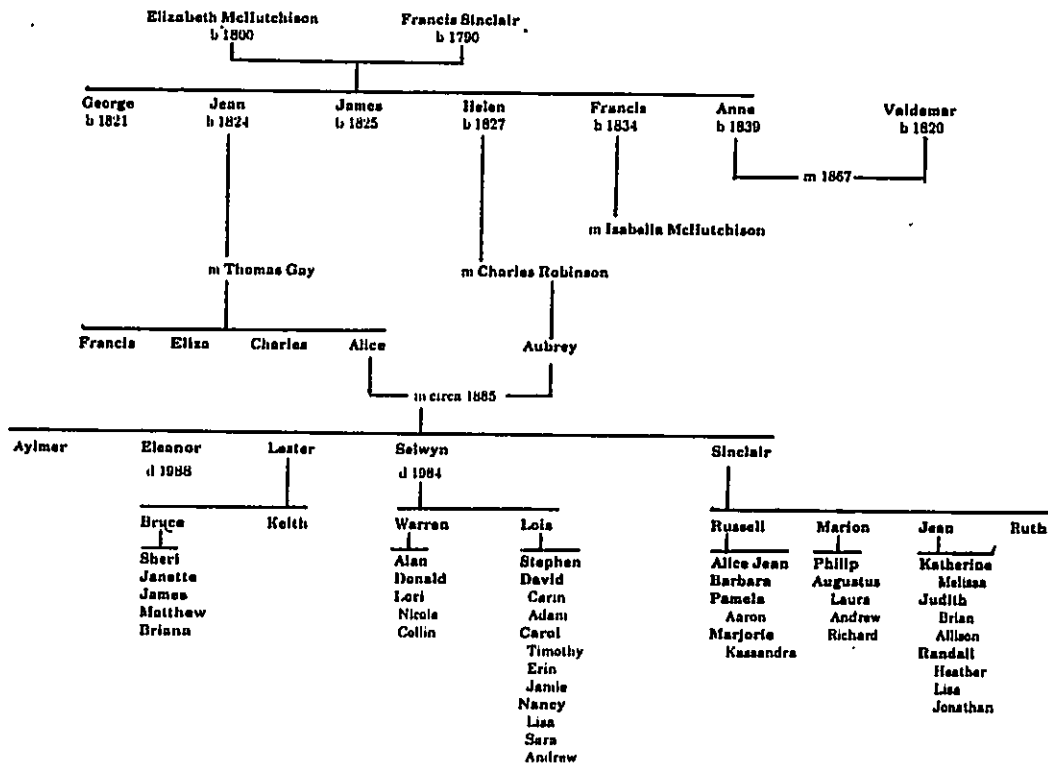 Elizabeth McHutchison Francis Sinclair
b 1800 b 1790
George Jean James Helen Francis Anne Valdemar
b 1821 b 1824 b 1825 b 1827 b 1834 b 1839 b 1820
m 1867
m Isabella McHutchison
m Thomas Gay m Charles Robinson
Francis Eliza Charles Alice Aubrey
m circa 1885
Aylmer Eleanor Lester Selwyn Sinclair
d 1988 d 1984
Bruce Keith Warren Lois Russell Marion Jean Ruth
Sheri Alan Stephen Alice Jean Philip Katherine
Janette Donald David Barbara Augustus Melissa
James Lori Carin Pamela Laura Judith
Matthew Nicole Adam Aaron Andrew Brian
Briana Collin Carol Marjorie Richard Allison
Timothy Kassandra Randall
Erin Heather
Jamie Lisa
Nancy Jonathan
Lisa
Sara
Andrew